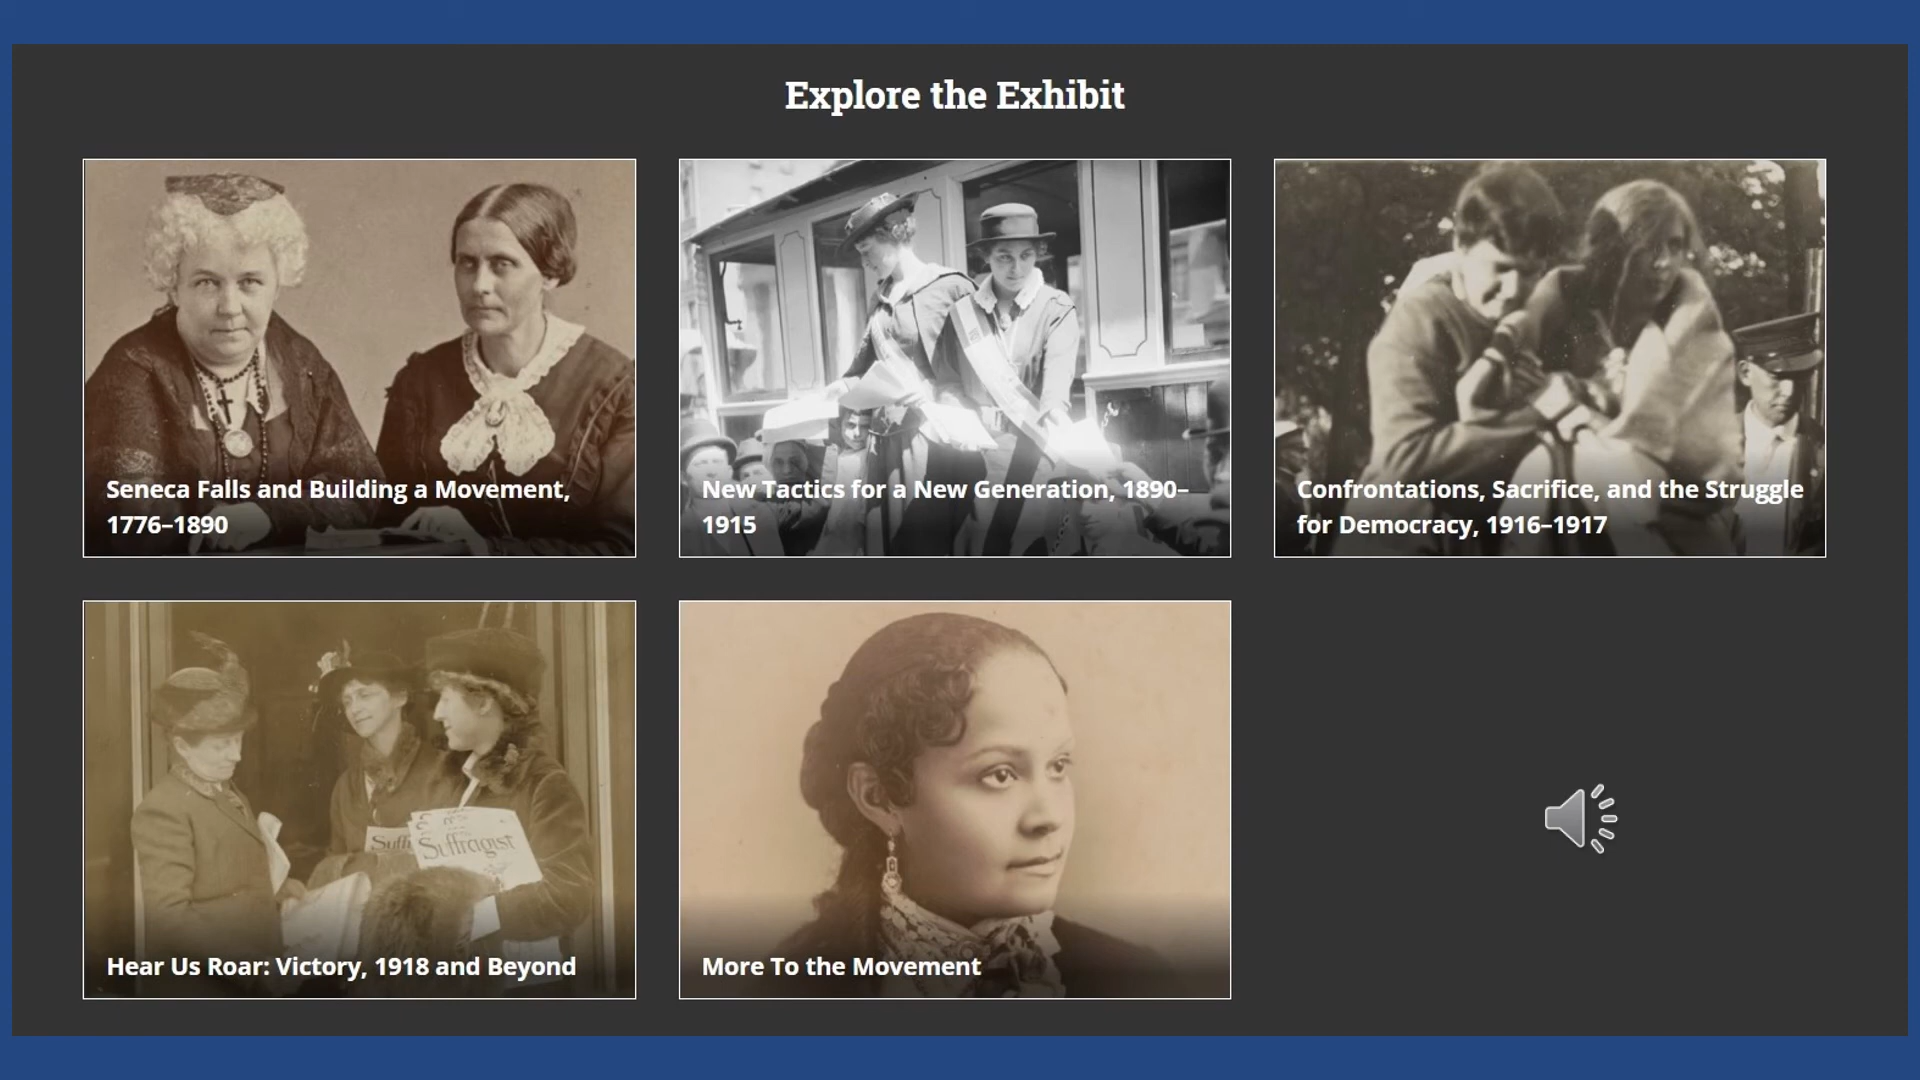 Explore the Exhibit
Seneca Falls and Building a Movement,
1776–1890
New Tactics for a New Generation, 1890–
1915
Confrontations, Sacrifice, and the Struggle
for Democracy, 1916–1917
Suffragist
Hear Us Roar: Victory, 1918 and Beyond
More To the Movement